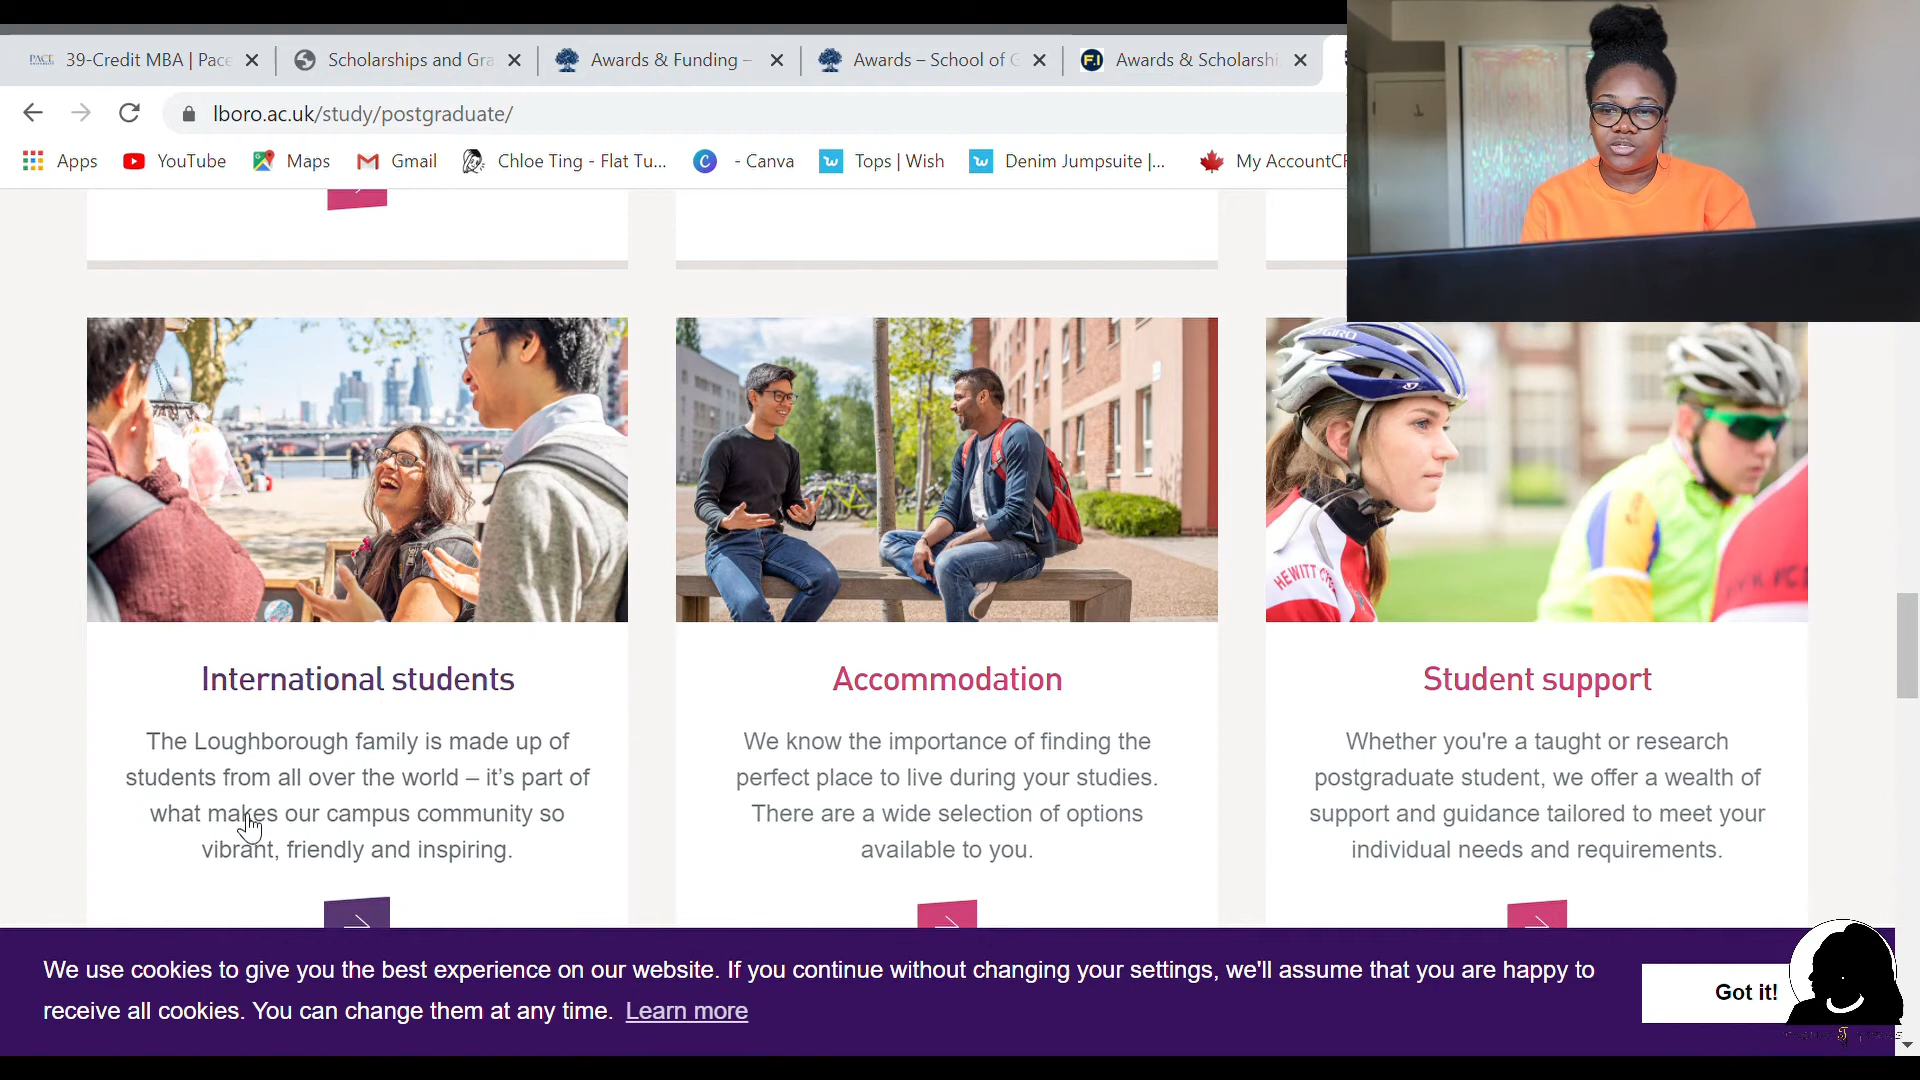 PACE 39-Credit MBA | Pace
Scholarships and Gra
Awards & Funding –
Awards – School of G
F.I Awards & Scholarshi
lboro.ac.uk/study/postgraduate/
Apps
YouTube
Maps
Gmail
Chloe Ting - Flat Tu...
C - Canva
Tops | Wish
Denim Jumpsuite |...
My AccountCF
GIRO
HEWITT CYC
International students
The Loughborough family is made up of
students from all over the world – it's part of
what makes our campus community so
vibrant, friendly and inspiring.
Accommodation
We know the importance of finding the
perfect place to live during your studies.
There are a wide selection of options
available to you.
Student support
Whether you're a taught or research
postgraduate student, we offer a wealth of
support and guidance tailored to meet your
individual needs and requirements.
We use cookies to give you the best experience on our website. If you continue without changing your settings, we'll assume that you are happy to
receive all cookies. You can change them at any time. Learn more
Got it!